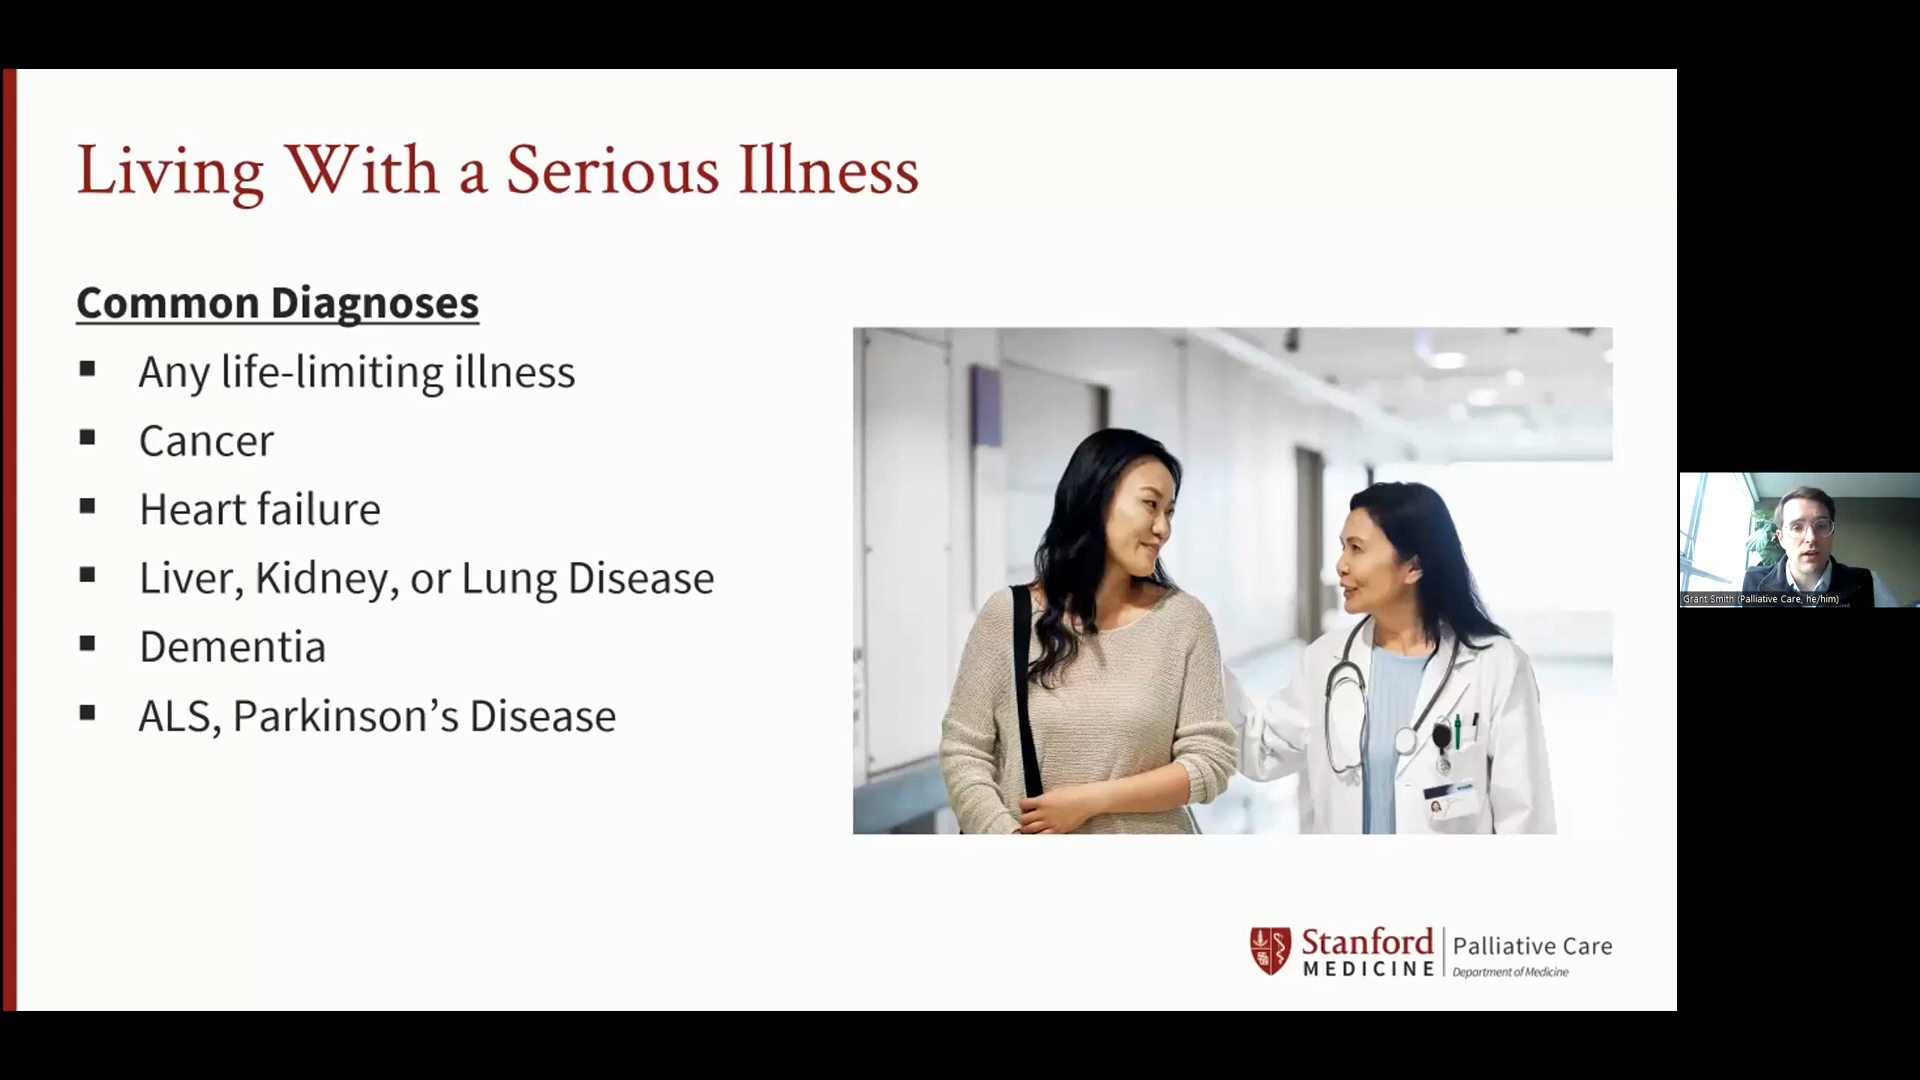 Living With a Serious Illness
Common Diagnoses
▪ Any life-limiting illness
▪ Cancer
▪ Heart failure
▪ Liver, Kidney, or Lung Disease
▪ Dementia
▪ ALS, Parkinson’s Disease
Grant Smith (Palliative Care, he/him)
Stanford
MEDICINE
Palliative Care
Department of Medicine